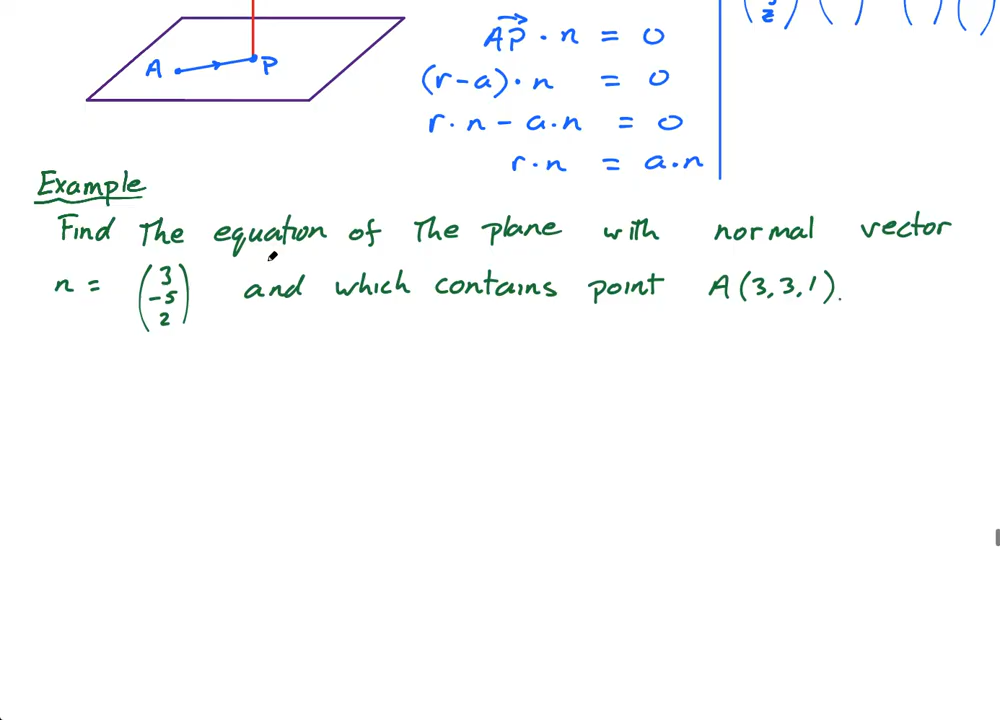 A P
AP · n = 0
(r-a) · n = 0
r · n - a · n = 0
r · n = a · n
Example
Find the equation of the plane with normal vector
n = (3 -5 2) and which contains point A (3, 3, 1).